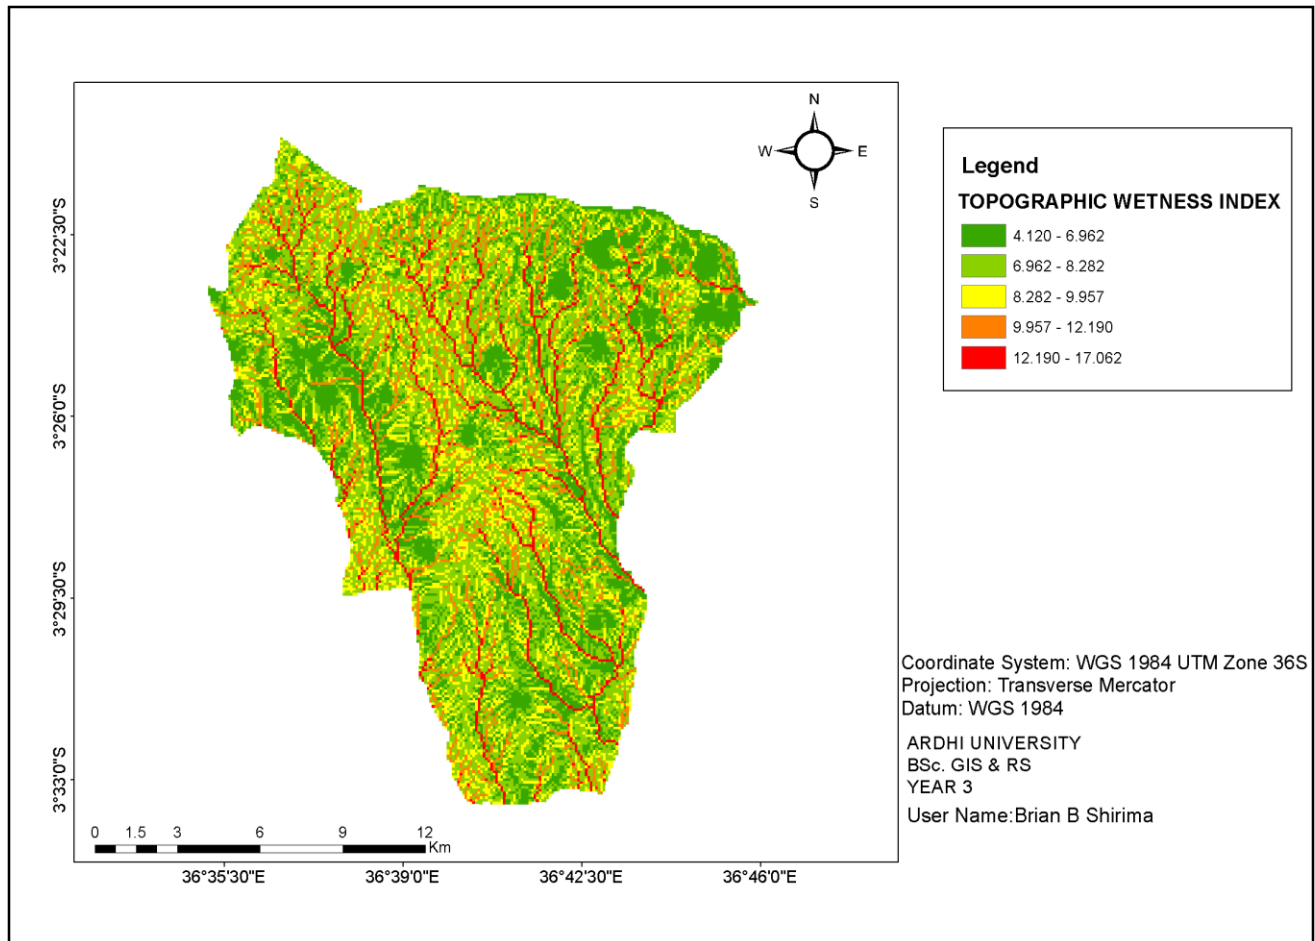 N
W E
S
Legend
TOPOGRAPHIC WETNESS INDEX
4.120 - 6.962
6.962 - 8.282
8.282 - 9.957
9.957 - 12.190
12.190 - 17.062
3°22'30"S
3°26'0"S
3°29'30"S
3°33'0"S
Coordinate System: WGS 1984 UTM Zone 36S
Projection: Transverse Mercator
Datum: WGS 1984
ARDHI UNIVERSITY
BSc. GIS & RS
YEAR 3
User Name:Brian B Shirima
0 1.5 3 6 9 12
Km
36°35'30"E 36°39'0"E 36°42'30"E 36°46'0"E